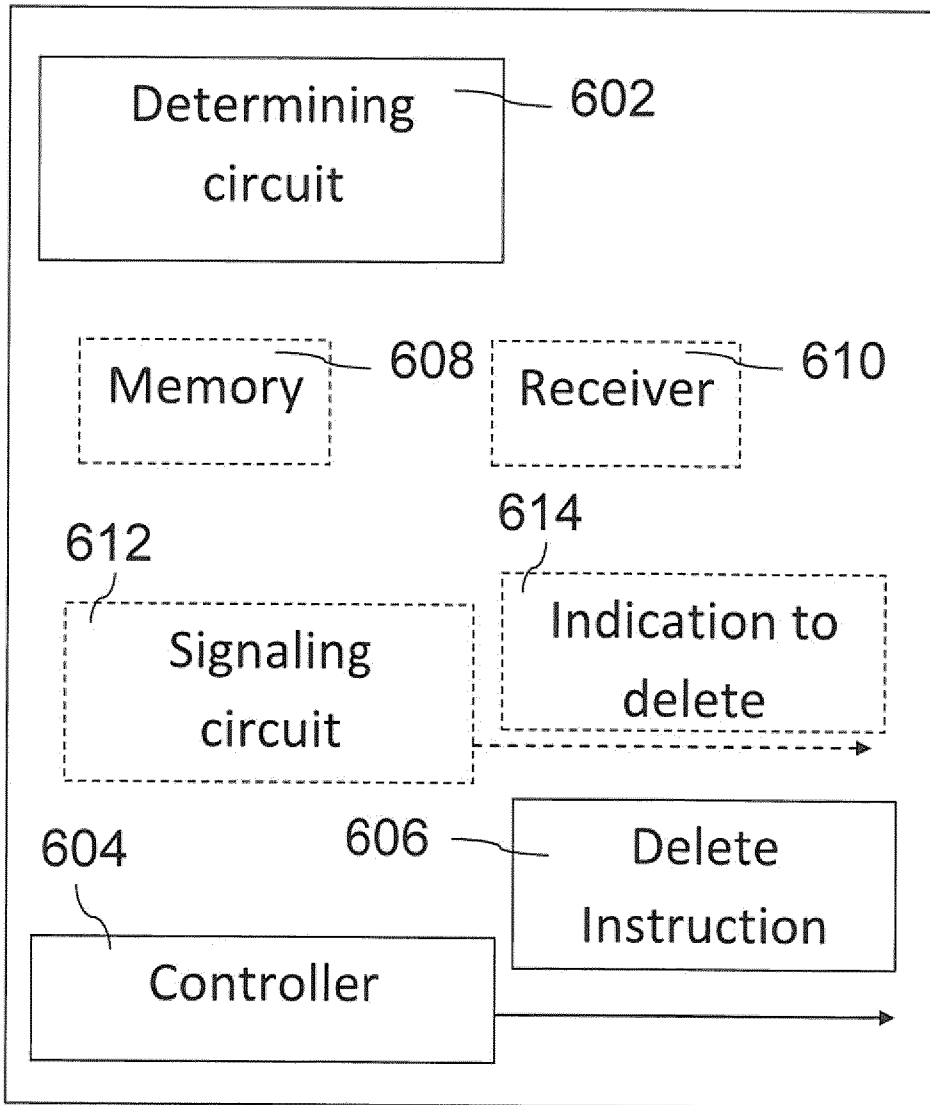 Determining
circuit
602
Memory
608
Receiver
610
612
Signaling
circuit
614
Indication to
delete
604
Controller
606
Delete
Instruction